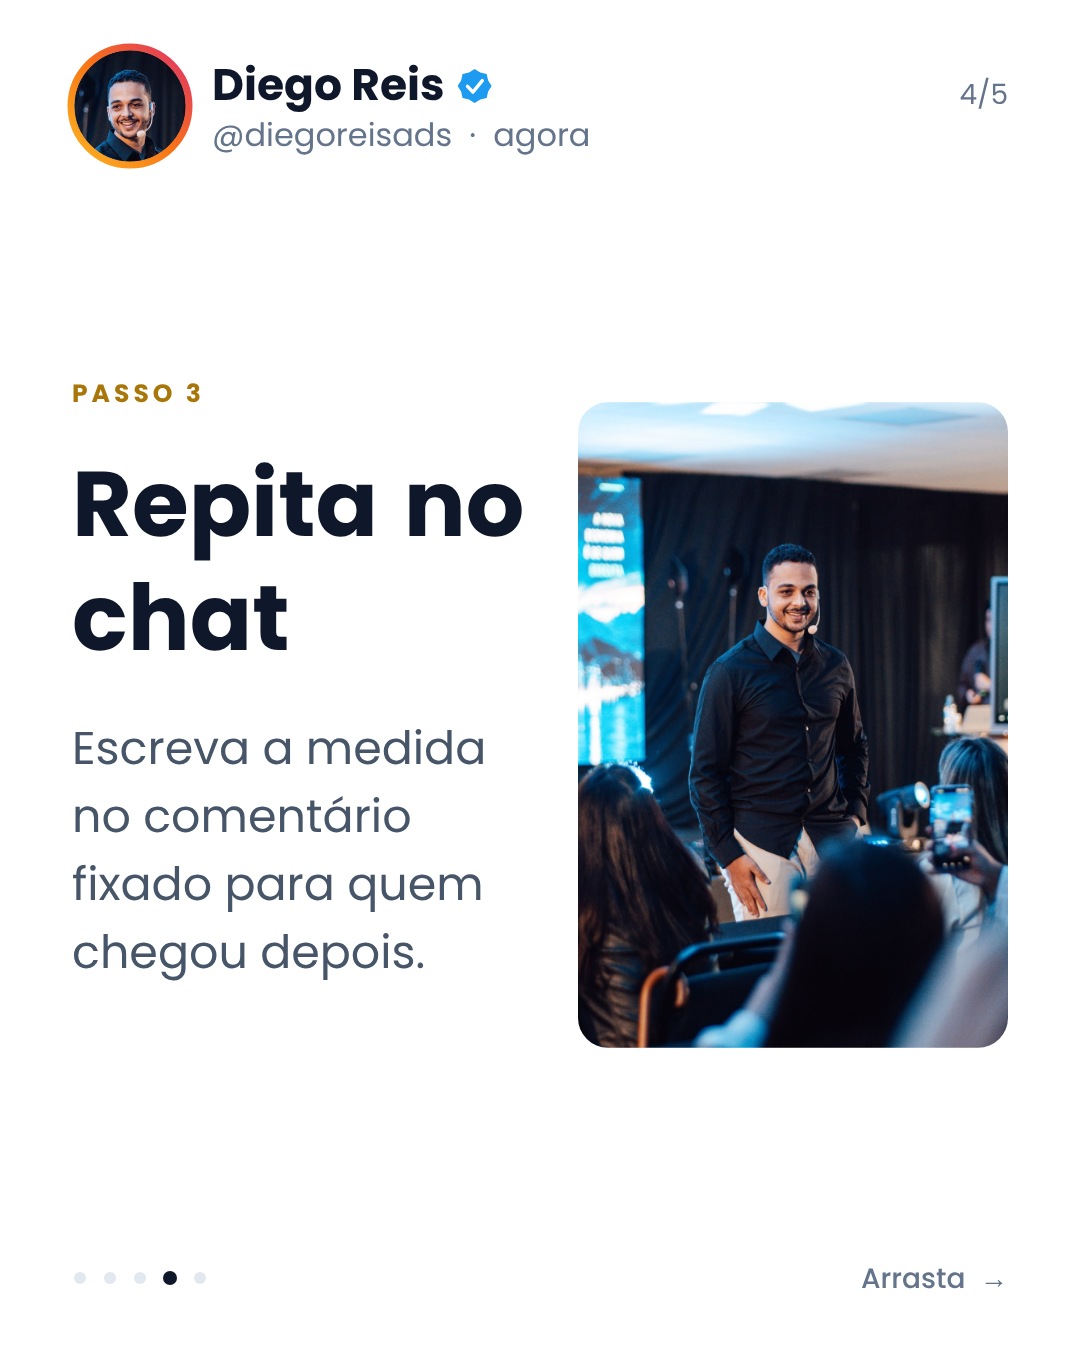 Diego Reis
@diegoreisads · agora
4/5
PASSO 3
Repita no
chat
Escreva a medida
no comentário
fixado para quem
chegou depois.
Arrasta →